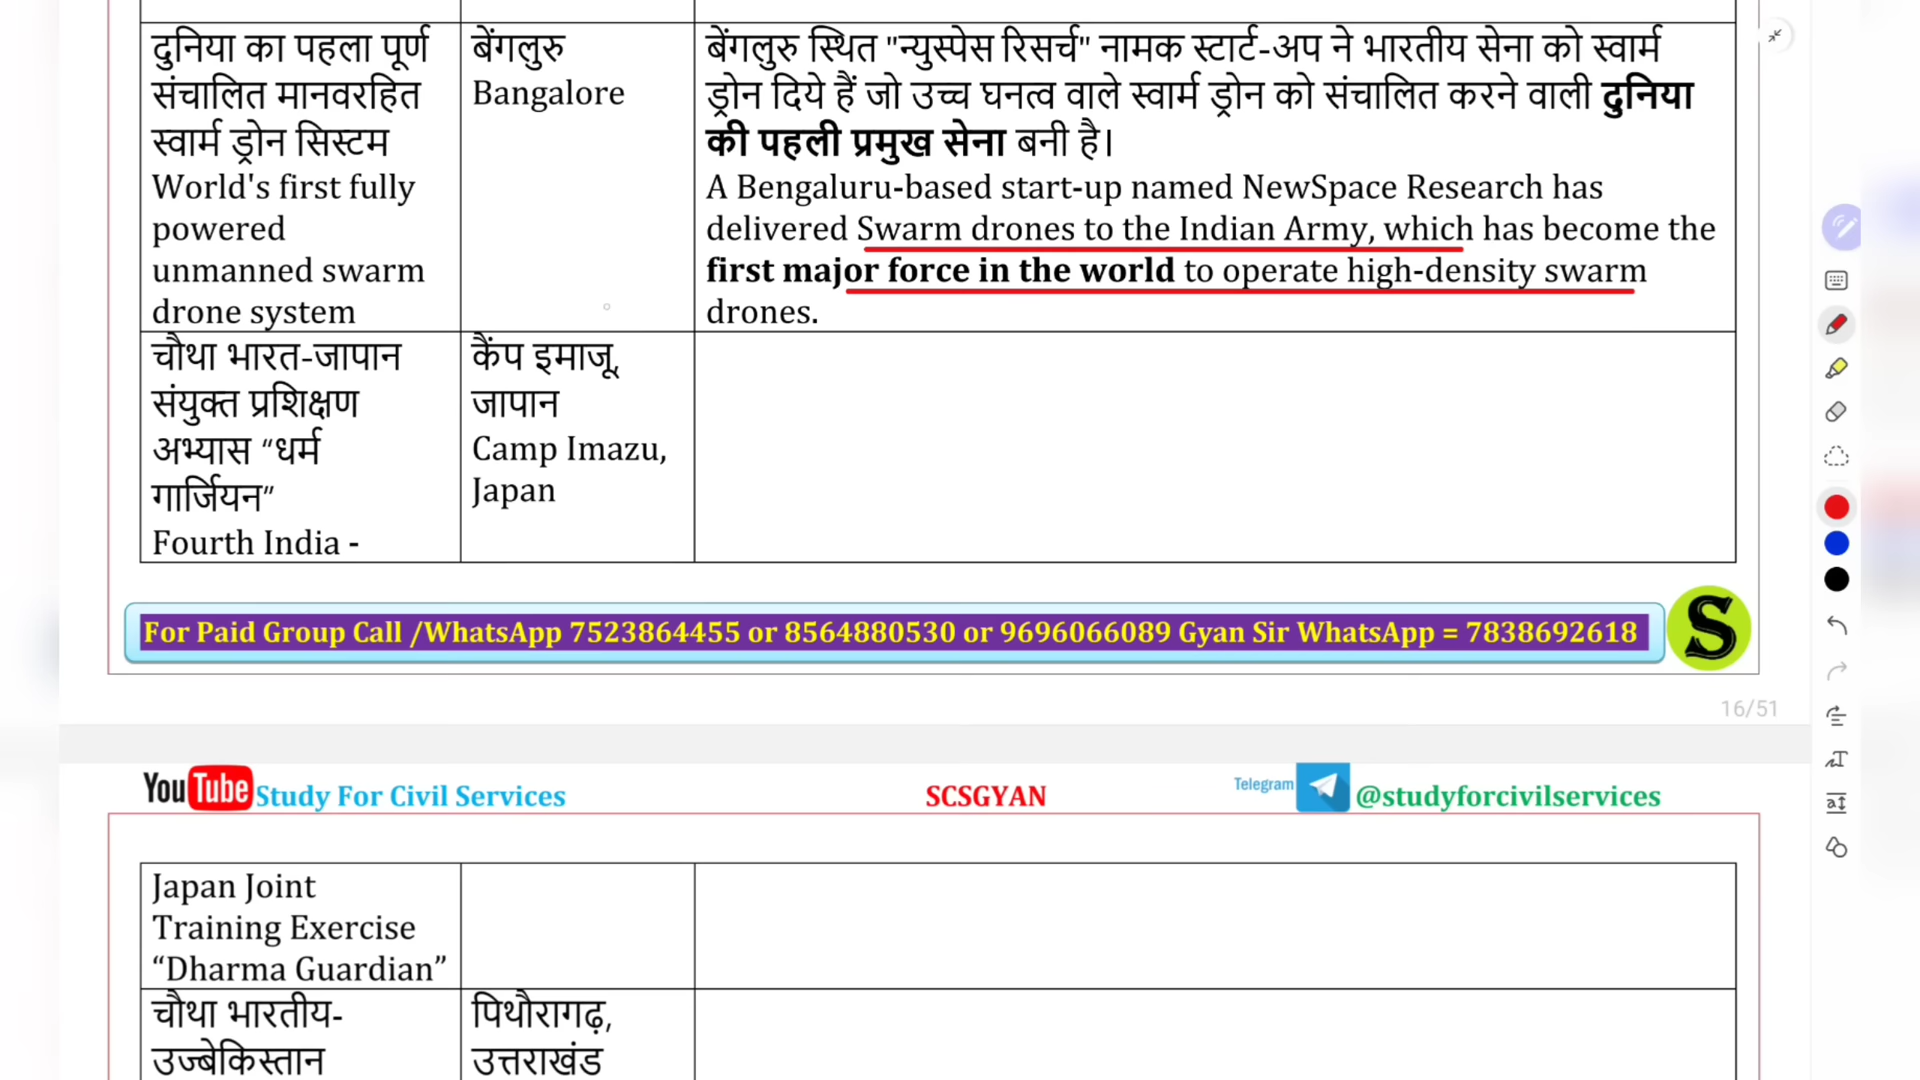 दुनिया का पहला पूर्ण
संचालित मानवरहित
स्वार्म ड्रोन सिस्टम
World's first fully
powered
unmanned swarm
drone system
बेंगलुरु
Bangalore
बेंगलुरु स्थित "न्युस्पेस रिसर्च" नामक स्टार्ट-अप ने भारतीय सेना को स्वार्म
ड्रोन दिये हैं जो उच्च घनत्व वाले स्वार्म ड्रोन को संचालित करने वाली दुनिया
की पहली प्रमुख सेना बनी है।
A Bengaluru-based start-up named NewSpace Research has
delivered Swarm drones to the Indian Army, which has become the
first major force in the world to operate high-density swarm
drones.
चौथा भारत-जापान
संयुक्त प्रशिक्षण
अभ्यास “धर्म
गार्जियन”
Fourth India -
कैंप इमाजू,
जापान
Camp Imazu,
Japan
For Paid Group Call /WhatsApp 7523864455 or 8564880530 or 9696066089 Gyan Sir WhatsApp = 7838692618
S
16/51
YouTube Study For Civil Services
SCSGYAN
Telegram @studyforcivilservices
Japan Joint
Training Exercise
“Dharma Guardian”
चौथा भारतीय-
उज्बेकिस्तान
पिथौरागढ़,
उत्तराखंड